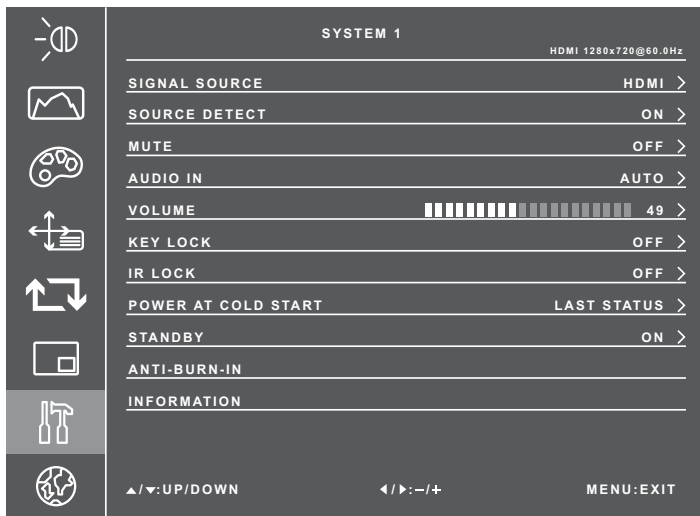 SYSTEM 1
HDMI 1280x720@60.0Hz
SIGNAL SOURCE HDMI >
SOURCE DETECT ON >
MUTE OFF >
AUDIO IN AUTO >
VOLUME 49 >
KEY LOCK OFF >
IR LOCK OFF >
POWER AT COLD START LAST STATUS >
STANDBY ON >
ANTI-BURN-IN
INFORMATION
▲/▼:UP/DOWN ◀/▶:−/+ MENU:EXIT